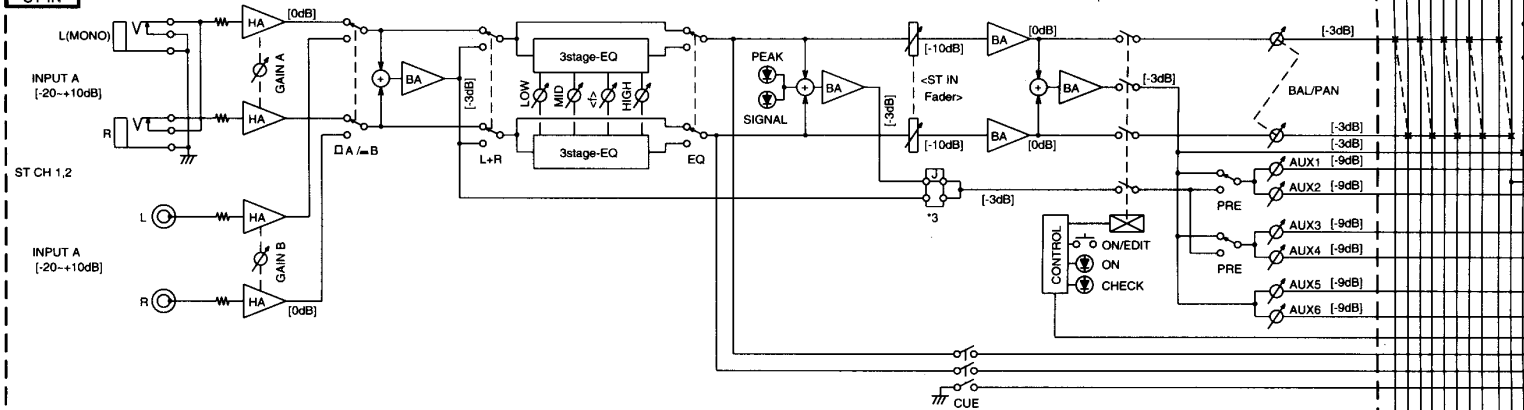 ST IN
L(MONO)
INPUT A
[-20~+10dB]
R
ST CH 1,2
L
INPUT A
[-20~+10dB]
R
HA
[0dB]
GAIN A
HA
HA
GAIN B
HA
[0dB]
A / B
BA
[-3dB]
L+R
3stage-EQ
LOW
MID
<f>
HIGH
3stage-EQ
EQ
PEAK
SIGNAL
BA
[-3dB]
[-10dB]
<ST IN
Fader>
[-10dB]
J
*3
[-3dB]
BA
[0dB]
BA
[-3dB]
BA
[0dB]
CONTROL
ON/EDIT
ON
CHECK
CUE
[-3dB]
BAL/PAN
[-3dB]
[-3dB]
PRE
AUX1 [-9dB]
AUX2 [-9dB]
PRE
AUX3 [-9dB]
AUX4 [-9dB]
AUX5 [-9dB]
AUX6 [-9dB]